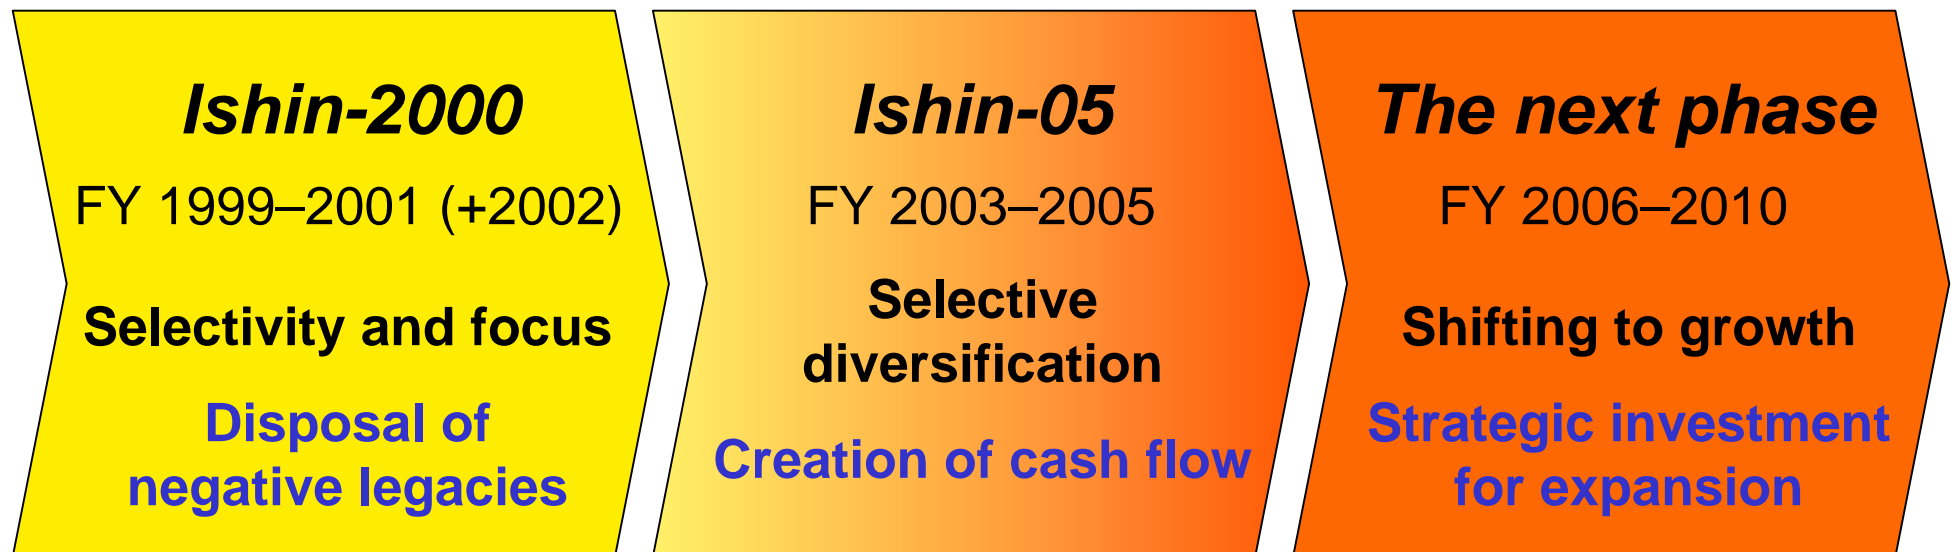 Ishin-2000
FY 1999–2001 (+2002)
Selectivity and focus
Disposal of
negative legacies
Ishin-05
FY 2003–2005
Selective
diversification
Creation of cash flow
The next phase
FY 2006–2010
Shifting to growth
Strategic investment
for expansion